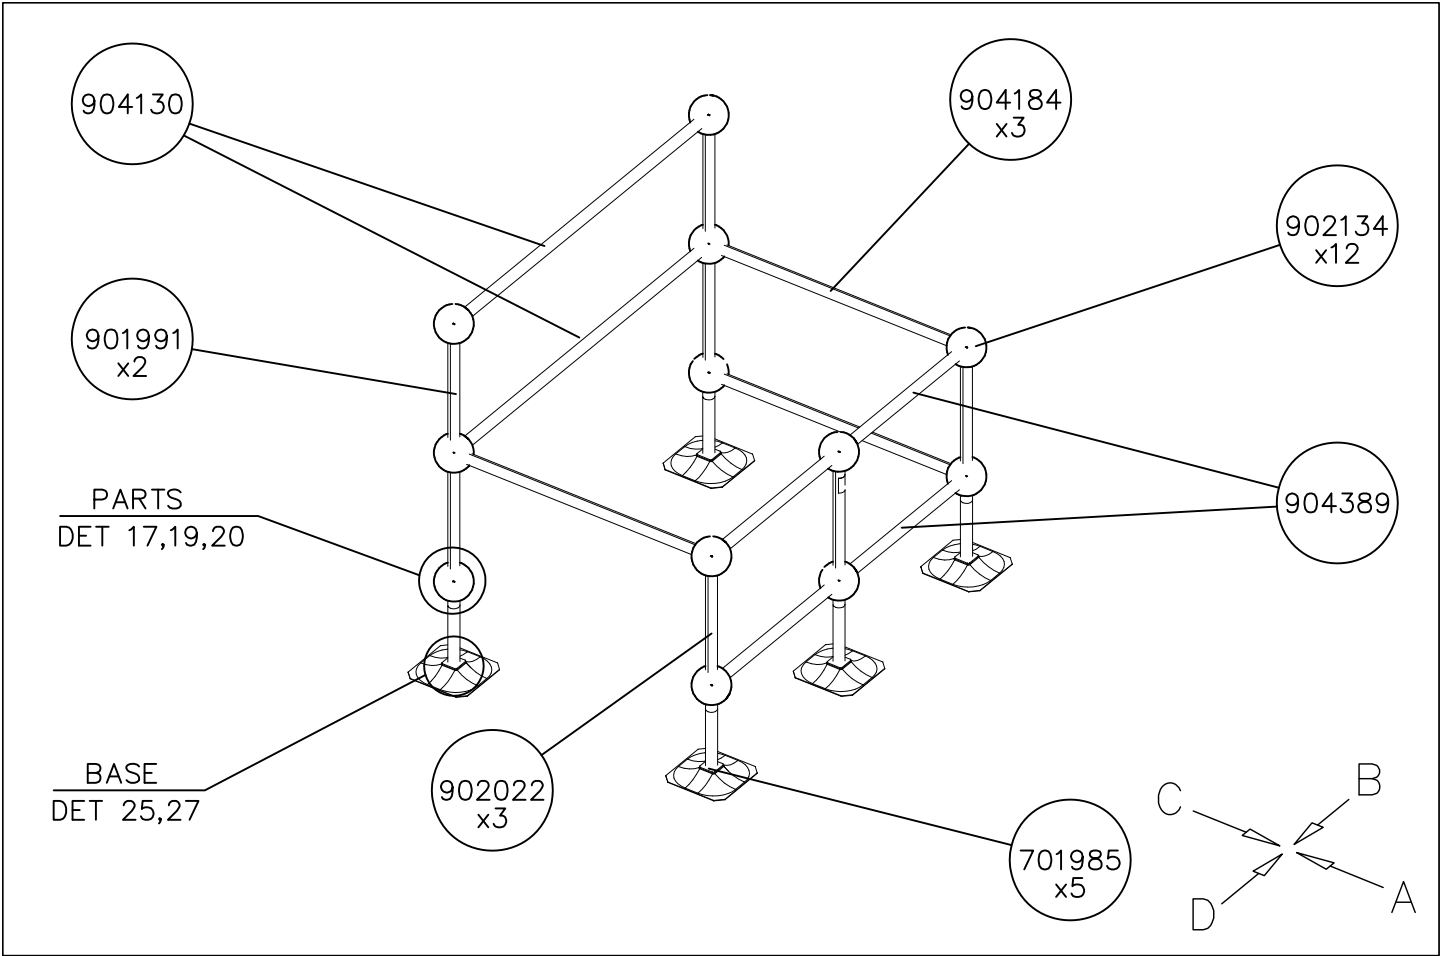 904130
904184
x3
902134
x12
901991
x2
904389
PARTS
DET 17,19,20
BASE
DET 25,27
902022
x3
701985
x5
B
C
A
D